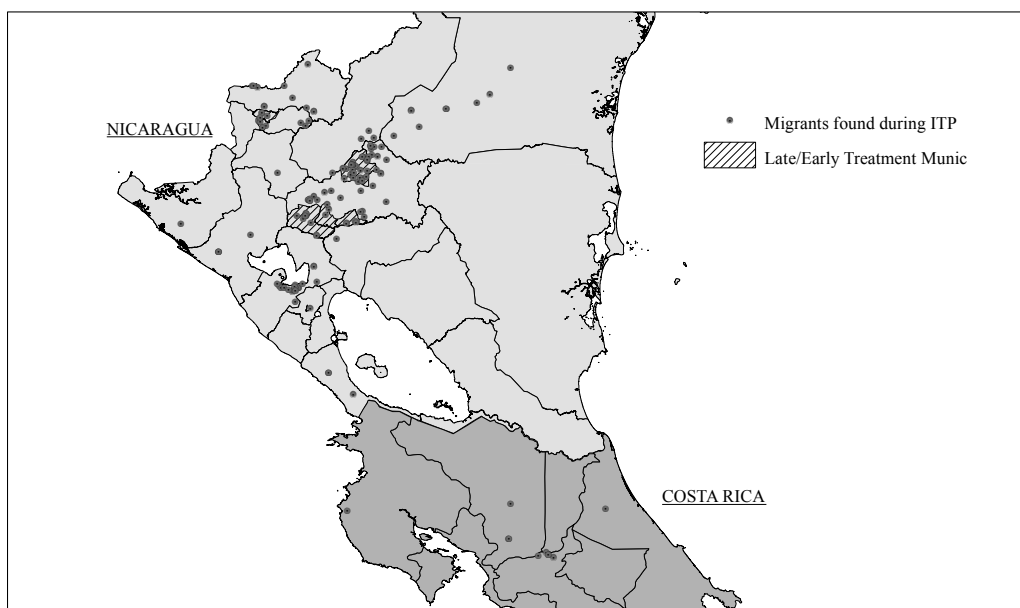 NICARAGUA
Migrants found during ITP
Late/Early Treatment Munic
COSTA RICA